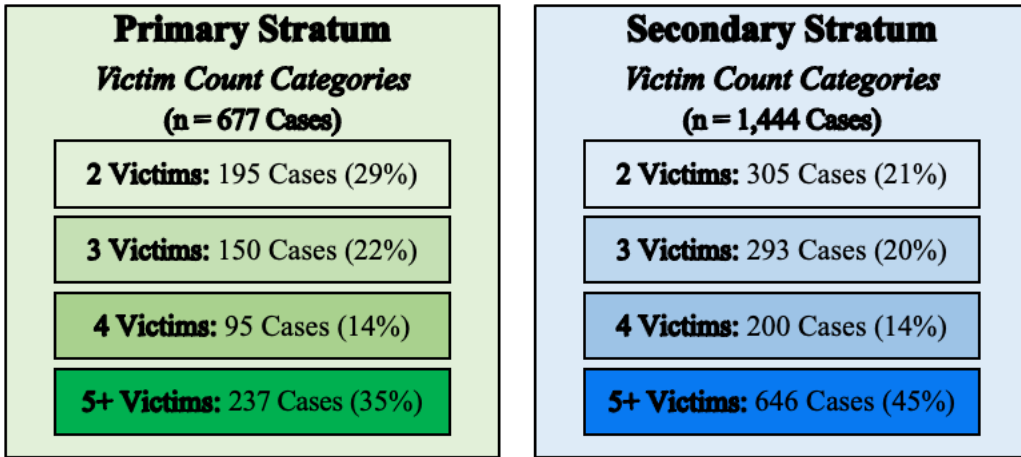 Primary Stratum
Victim Count Categories
(n = 677 Cases)
2 Victims: 195 Cases (29%)
3 Victims: 150 Cases (22%)
4 Victims: 95 Cases (14%)
5+ Victims: 237 Cases (35%)
Secondary Stratum
Victim Count Categories
(n = 1,444 Cases)
2 Victims: 305 Cases (21%)
3 Victims: 293 Cases (20%)
4 Victims: 200 Cases (14%)
5+ Victims: 646 Cases (45%)